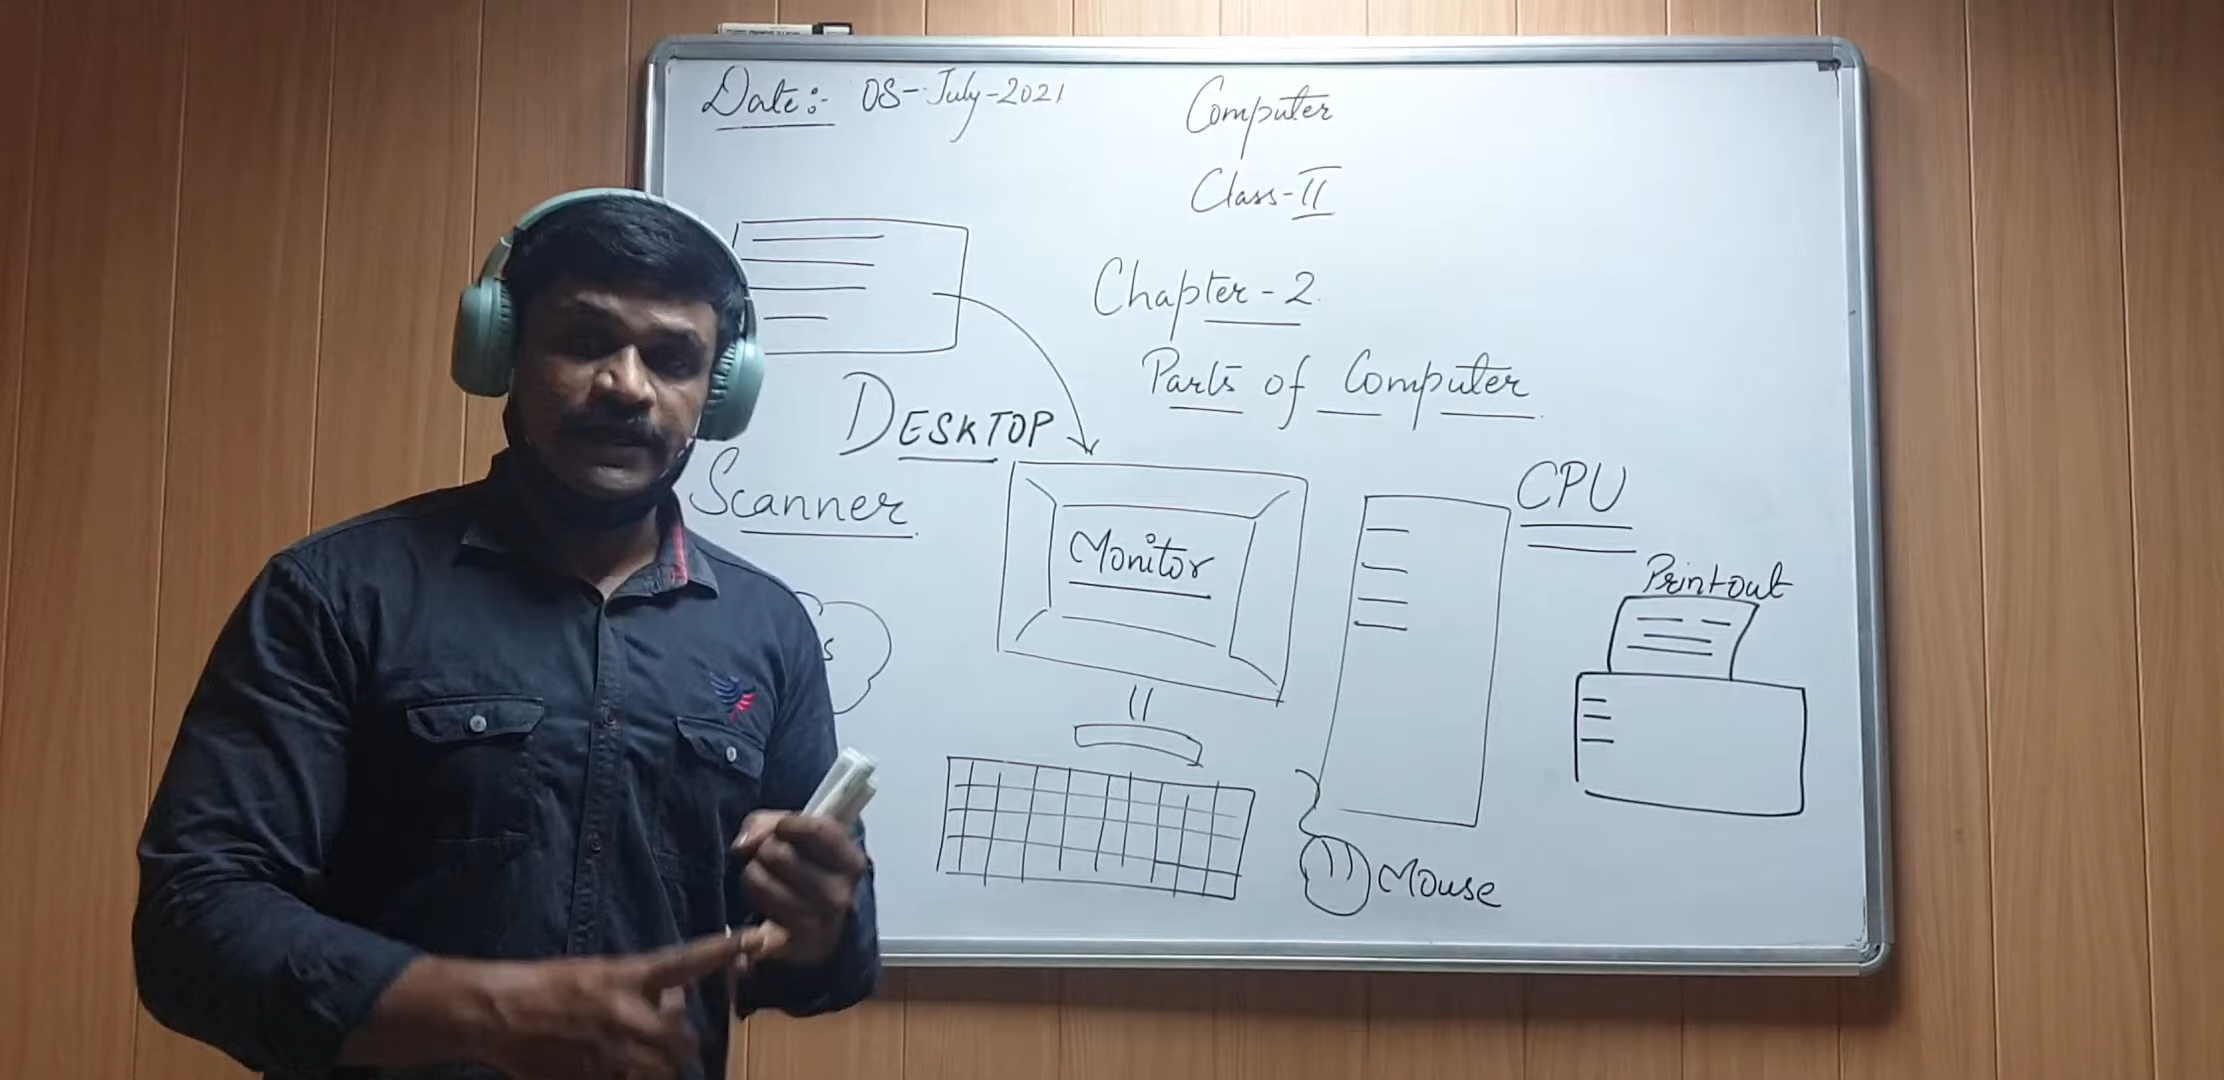 Date:- 08-July-2021
Computer
Class-II
Chapter-2
Parts of Computer
DESKTOP
Scanner
CPU
Monitor
Printout
Mouse